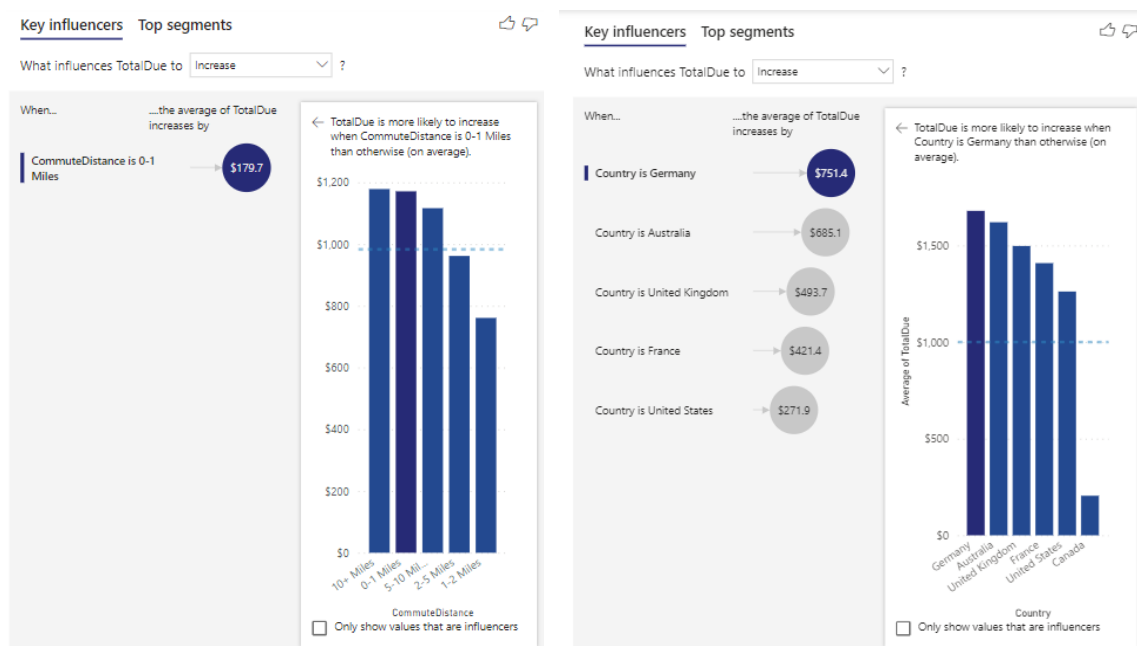 Key influencers Top segments
What influences TotalDue to Increase ?
When... ....the average of TotalDue
increases by
CommuteDistance is 0-1
Miles
$179.7
TotalDue is more likely to increase
when CommuteDistance is 0-1 Miles
than otherwise (on average).
$1,200
$1,000
$800
$600
$400
$200
$0
10+ Miles
0-1 Miles
5-10 Mil...
2-5 Miles
1-2 Miles
CommuteDistance
Only show values that are influencers
Key influencers Top segments
What influences TotalDue to Increase ?
When... ....the average of TotalDue
increases by
Country is Germany $751.4
Country is Australia $685.1
Country is United Kingdom $493.7
Country is France $421.4
Country is United States $271.9
TotalDue is more likely to increase when
Country is Germany than otherwise (on
average).
Average of TotalDue
$1,500
$1,000
$500
$0
Germany
Australia
United Kingdom
France
United States
Canada
Country
Only show values that are influencers